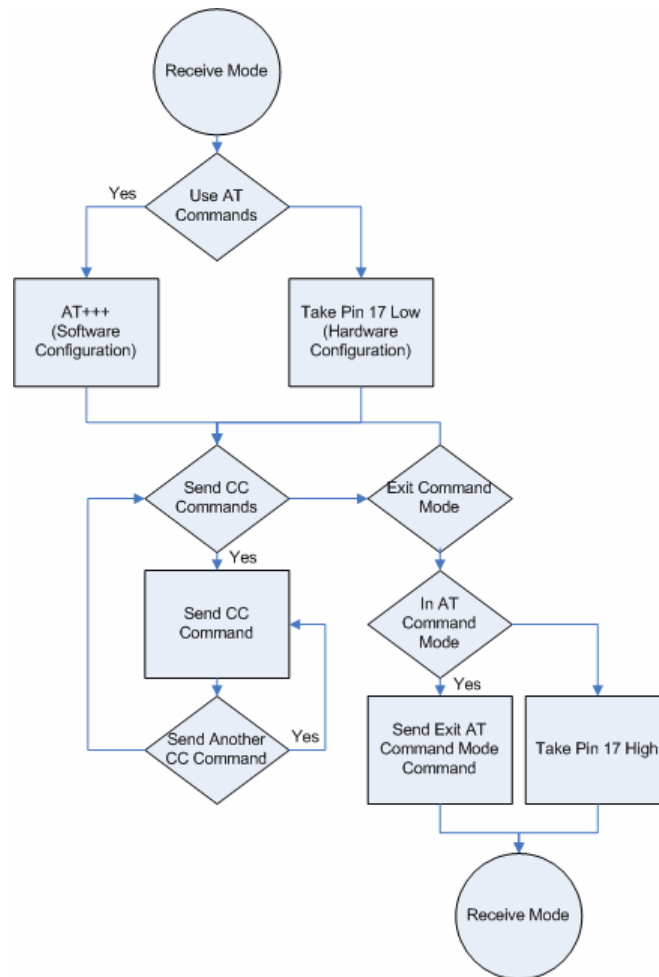 Receive Mode
Yes
Use AT
Commands
AT+++
(Software
Configuration)
Take Pin 17 Low
(Hardware
Configuration)
Send CC
Commands
Exit Command
Mode
Yes
Send CC
Command
In AT
Command
Mode
Yes
Send Another
CC Command
Yes
Send Exit AT
Command Mode
Command
Take Pin 17 High
Receive Mode